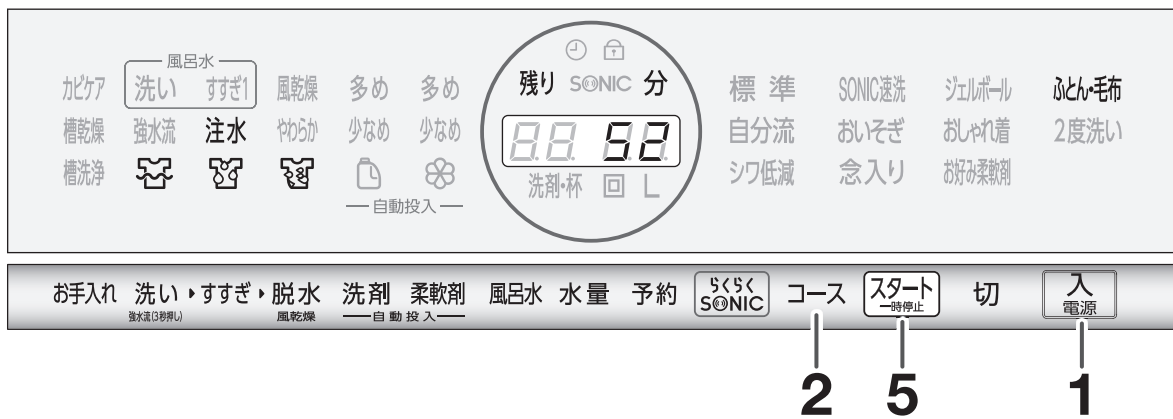 風呂水
カビケア 洗い すすぎ1 風乾燥 多め 多め 残り SONIC 分 標準 SONIC速洗 ジェルボール ふとん・毛布
槽乾燥 強水流 注水 やわらか 少なめ 少なめ 52 自分流 おいそぎ おしゃれ着 2度洗い
槽洗浄 洗剤・杯 回 L シワ低減 念入り お好み柔軟剤
自動投入
お手入れ 洗い すすぎ 脱水 洗剤 柔軟剤 風呂水 水量 予約 らくらく SONIC コース スタート 切 入
強水流(3秒押し) 風乾燥 自動投入 一時停止 電源
2 5 1